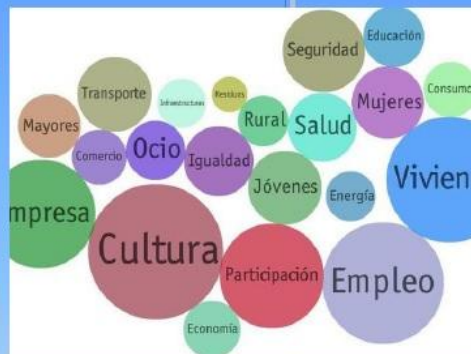 Educación
Seguridad
Transporte
Infraestructuras
Residuos
Mujeres
Consumo
Mayores
Rural
Salud
Comercio
Ocio
Igualdad
Jóvenes
Energía
Vivien
mpresa
Cultura
Participación
Empleo
Economía